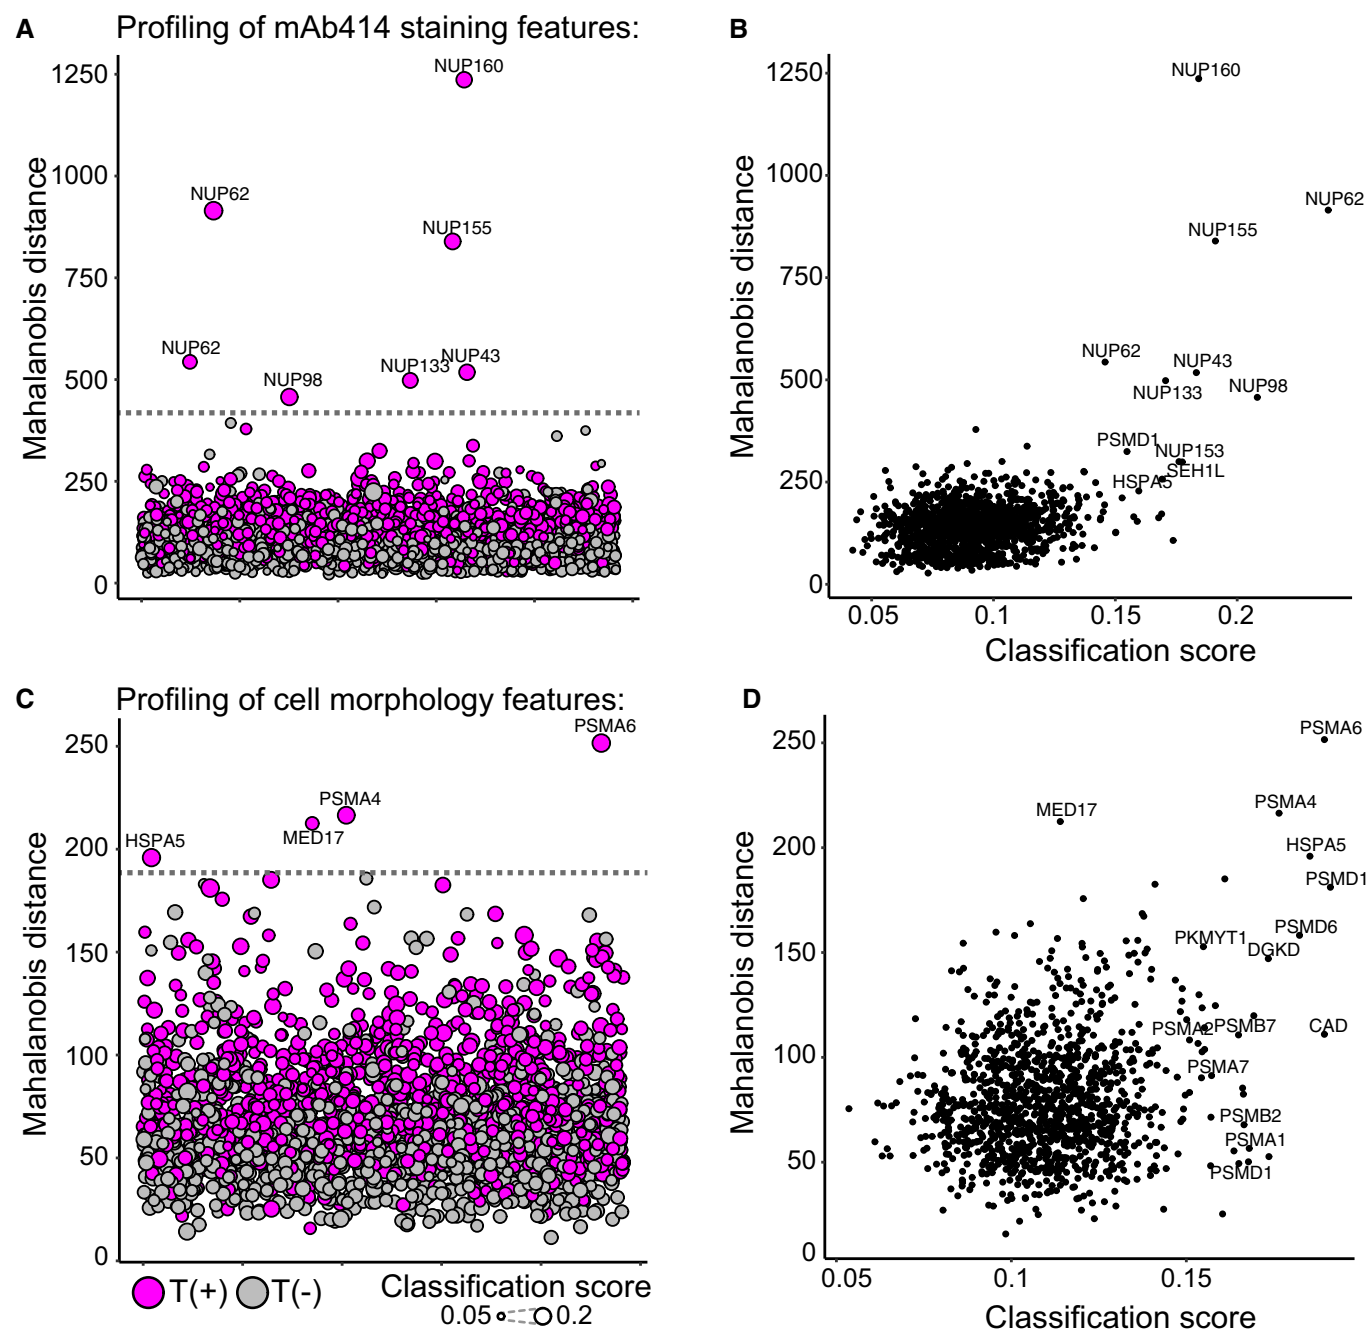 A
Profiling of mAb414 staining features:
Mahalanobis distance
1250
1000
750
500
250
0
NUP160
NUP62
NUP155
NUP62
NUP98
NUP133
NUP43
B
Mahalanobis distance
1250
1000
750
500
250
0
NUP160
NUP62
NUP155
NUP62
NUP43
NUP133
NUP98
PSMD1
NUP153
SEH1L
HSPA5
0.05 0.1 0.15 0.2
Classification score
C
Profiling of cell morphology features:
Mahalanobis distance
250
200
150
100
50
0
PSMA6
PSMA4
MED17
HSPA5
T(+) T(-)
Classification score
0.05 0.2
D
Mahalanobis distance
250
200
150
100
50
0
PSMA6
MED17
PSMA4
HSPA5
PSMD1
PSMD6
PKMYT1
DGKD
PSMA2
PSMB7
CAD
PSMA7
PSMB2
PSMA1
PSMD1
0.05 0.1 0.15
Classification score